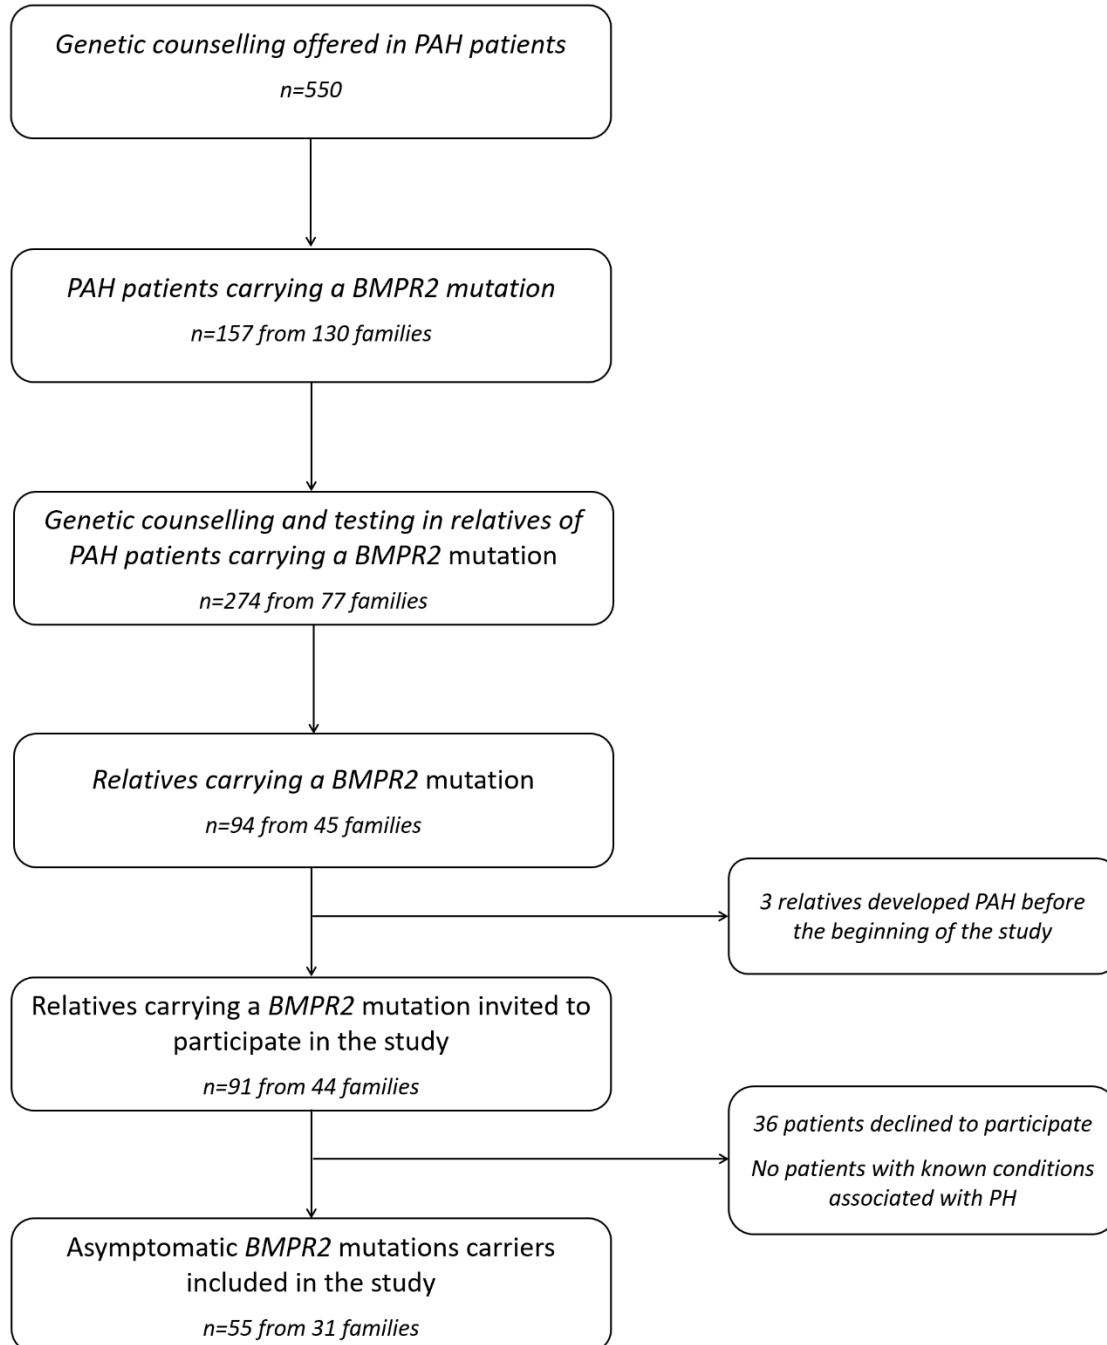 Genetic counselling offered in PAH patients
n=550
PAH patients carrying a BMPR2 mutation
n=157 from 130 families
Genetic counselling and testing in relatives of
PAH patients carrying a BMPR2 mutation
n=274 from 77 families
Relatives carrying a BMPR2 mutation
n=94 from 45 families
3 relatives developed PAH before
the beginning of the study
Relatives carrying a BMPR2 mutation invited to
participate in the study
n=91 from 44 families
36 patients declined to participate
No patients with known conditions
associated with PH
Asymptomatic BMPR2 mutations carriers
included in the study
n=55 from 31 families